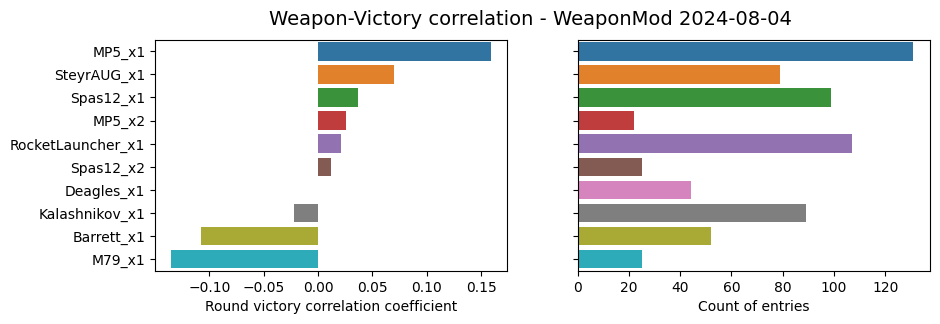 Weapon-Victory correlation - WeaponMod 2024-08-04
MP5_x1
SteyrAUG_x1
Spas12_x1
MP5_x2
RocketLauncher_x1
Spas12_x2
Deagles_x1
Kalashnikov_x1
Barrett_x1
M79_x1
−0.10 −0.05 0.00 0.05 0.10 0.15
Round victory correlation coefficient
0 20 40 60 80 100 120
Count of entries